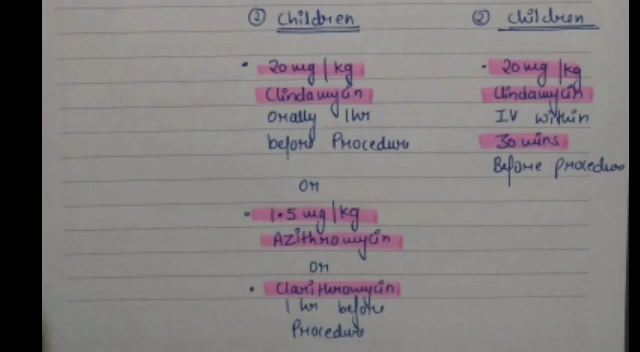 ② Children
• 20 mg/kg
Clindamycin
Orally 1 hr
before Procedure
or
• 1.5 mg/kg
Azithromycin
or
• Clarithromycin
1 hr before
Procedure
② Children
• 20 mg/kg
Clindamycin
IV within
30 mins
Before procedure